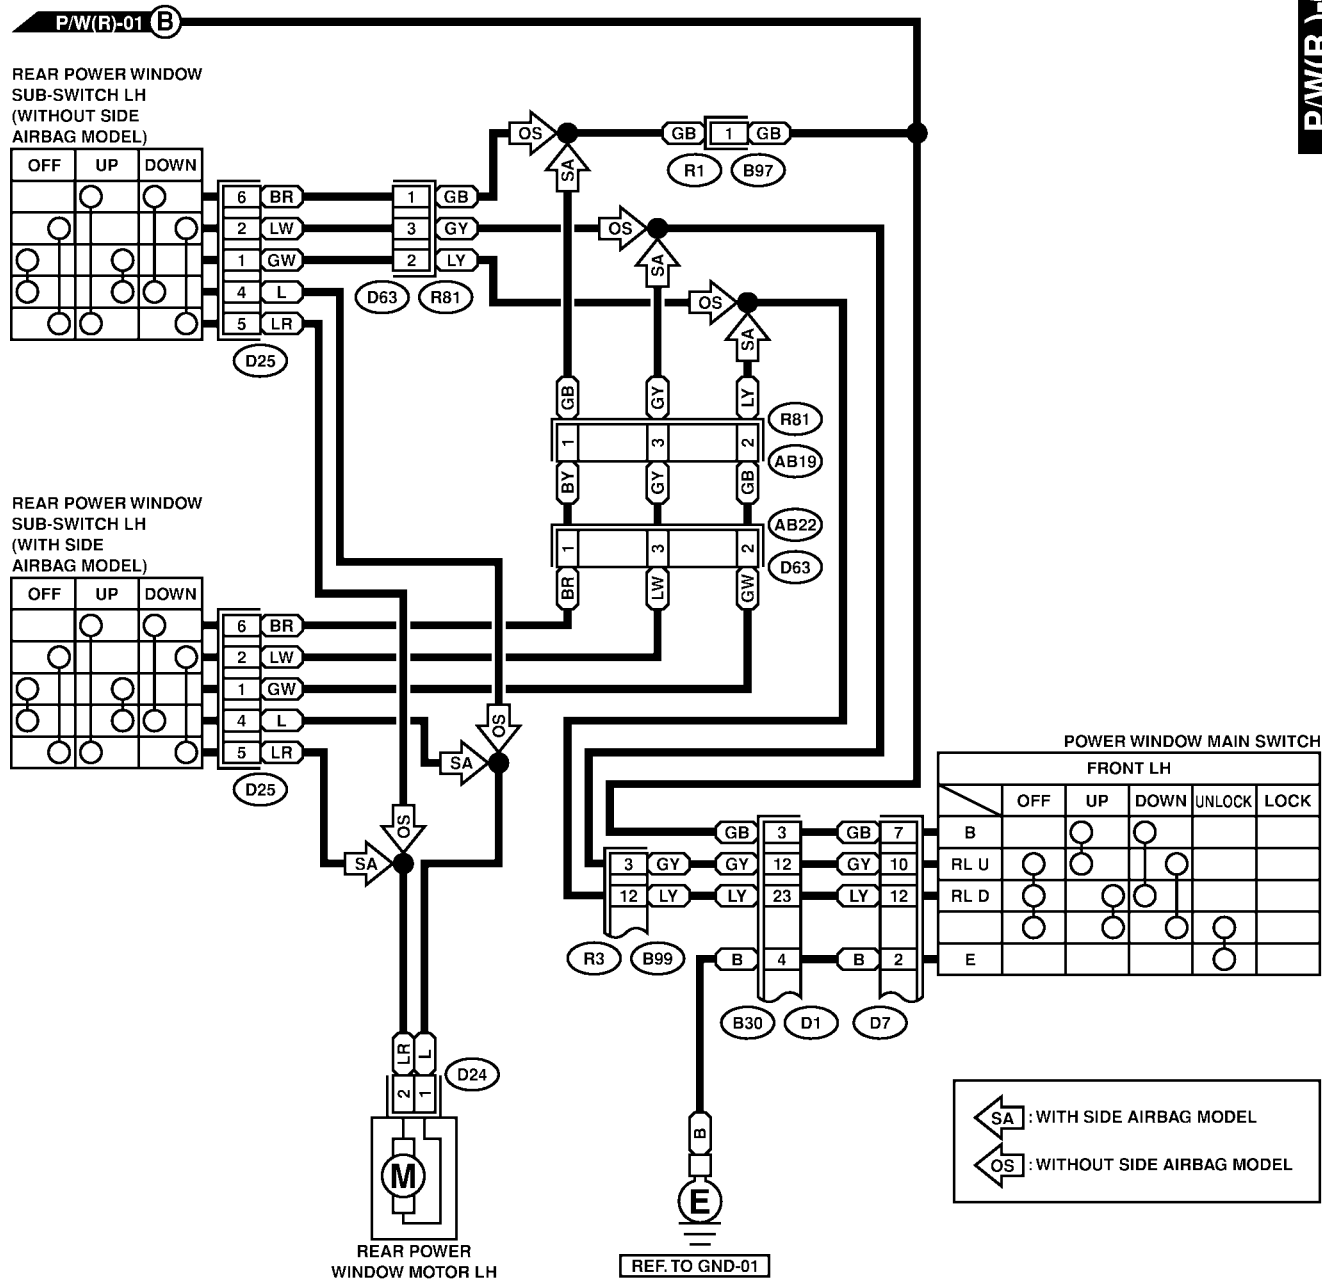 P/W(R)-01 B
P/W(R)-
REAR POWER WINDOW
SUB-SWITCH LH
(WITHOUT SIDE
AIRBAG MODEL)
OFF UP DOWN
6 BR
2 LW
1 GW
4 L
5 LR
D25
1 GB
3 GY
2 LY
D63 R81
OS
SA
GB 1 GB
R1 B97
OS
SA
OS
SA
GB GY LY
R81
1 3 2
AB19
BY GY GB
AB22
1 3 2
D63
BR LW GW
REAR POWER WINDOW
SUB-SWITCH LH
(WITH SIDE
AIRBAG MODEL)
OFF UP DOWN
6 BR
2 LW
1 GW
4 L
5 LR
D25
OS
SA
OS
SA
POWER WINDOW MAIN SWITCH
FRONT LH
OFF UP DOWN UNLOCK LOCK
GB 3 GB 7 B
3 GY GY 12 GY 10 RL U
12 LY LY 23 LY 12 RL D
B 4 B 2 E
R3 B99
B30 D1 D7
LR L
D24
2 1
M
REAR POWER
WINDOW MOTOR LH
B
E
REF. TO GND-01
SA : WITH SIDE AIRBAG MODEL
OS : WITHOUT SIDE AIRBAG MODEL